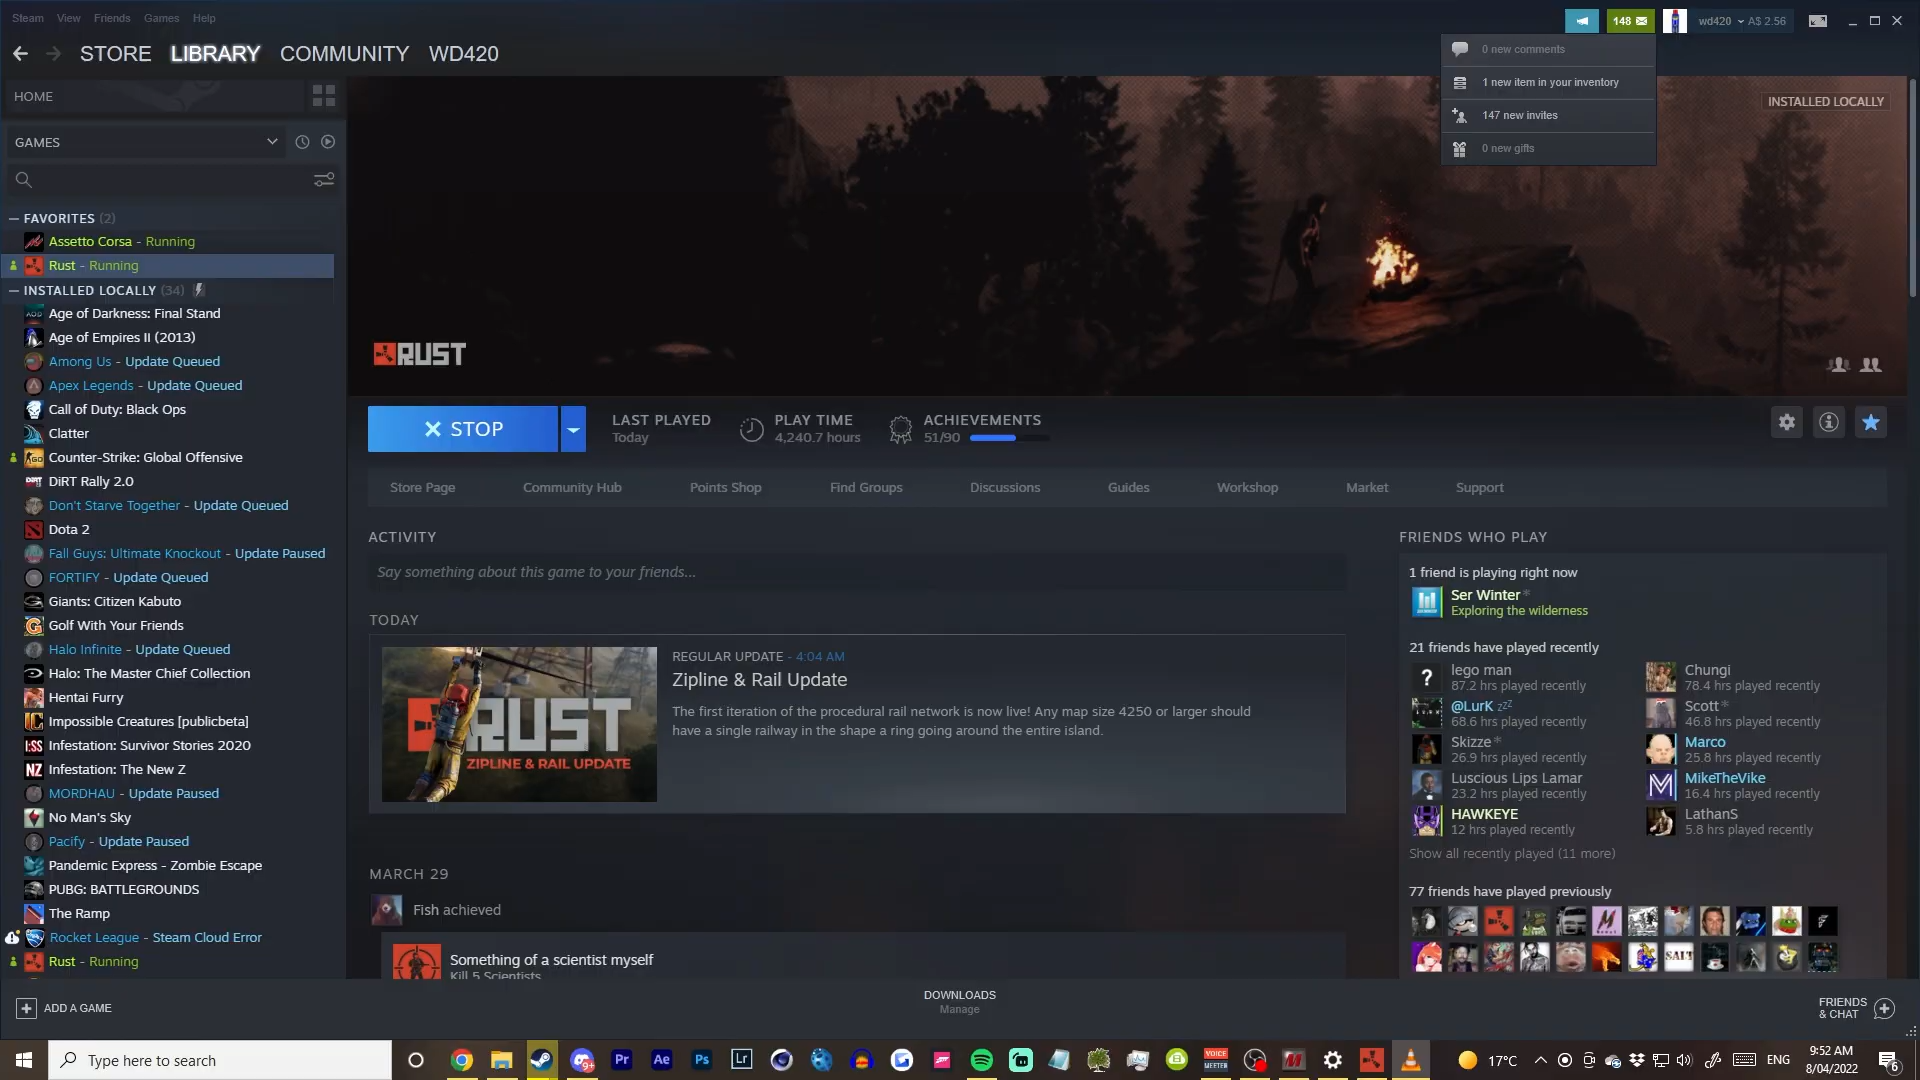 Steam View Friends Games Help
148 wd420 A$ 2.56
STORE LIBRARY COMMUNITY WD420
0 new comments
1 new item in your inventory
147 new invites
0 new gifts
INSTALLED LOCALLY
HOME
GAMES
FAVORITES (2)
Assetto Corsa - Running
Rust - Running
INSTALLED LOCALLY (34)
Age of Darkness: Final Stand
Age of Empires II (2013)
Among Us - Update Queued
Apex Legends - Update Queued
Call of Duty: Black Ops
Clatter
Counter-Strike: Global Offensive
DiRT Rally 2.0
Don't Starve Together - Update Queued
Dota 2
Fall Guys: Ultimate Knockout - Update Paused
FORTIFY - Update Queued
Giants: Citizen Kabuto
Golf With Your Friends
Halo Infinite - Update Queued
Halo: The Master Chief Collection
Hentai Furry
Impossible Creatures [publicbeta]
Infestation: Survivor Stories 2020
Infestation: The New Z
MORDHAU - Update Paused
No Man's Sky
Pacify - Update Paused
Pandemic Express - Zombie Escape
PUBG: BATTLEGROUNDS
The Ramp
Rocket League - Steam Cloud Error
Rust - Running
ADD A GAME
RUST
STOP
LAST PLAYED
Today
PLAY TIME
4,240.7 hours
ACHIEVEMENTS
51/90
Store Page Community Hub Points Shop Find Groups Discussions Guides Workshop Market Support
ACTIVITY
Say something about this game to your friends...
TODAY
RUST
ZIPLINE & RAIL UPDATE
REGULAR UPDATE - 4:04 AM
Zipline & Rail Update
The first iteration of the procedural rail network is now live! Any map size 4250 or larger should
have a single railway in the shape a ring going around the entire island.
MARCH 29
Fish achieved
Something of a scientist myself
Kill 5 Scientists
FRIENDS WHO PLAY
1 friend is playing right now
Ser Winter*
Exploring the wilderness
21 friends have played recently
lego man
87.2 hrs played recently
Chungi
78.4 hrs played recently
@LurK zzZ
68.6 hrs played recently
Scott*
46.8 hrs played recently
Skizze*
26.9 hrs played recently
Marco
25.8 hrs played recently
Luscious Lips Lamar
23.2 hrs played recently
MikeTheVike
16.4 hrs played recently
HAWKEYE
12 hrs played recently
LathanS
5.8 hrs played recently
Show all recently played (11 more)
77 friends have played previously
SALT
DOWNLOADS
Manage
FRIENDS
& CHAT
Type here to search
Pr Ae Ps Lr
VOICE
MEETER
17°C
ENG
9:52 AM
8/04/2022
6